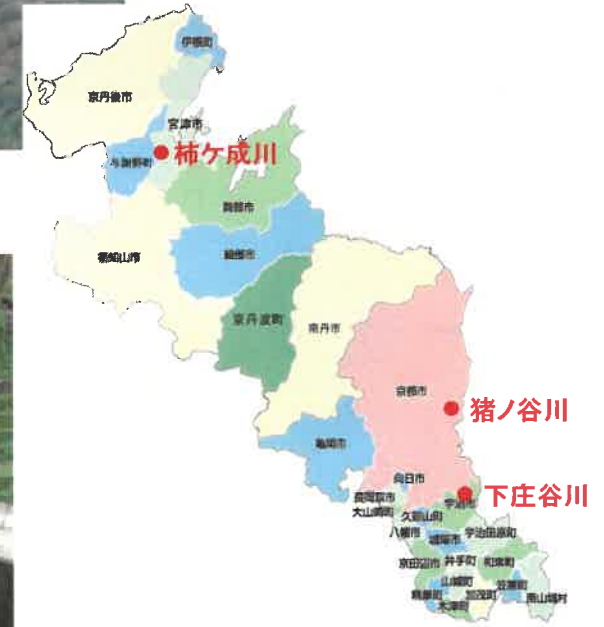 伊根町
京丹後市
宮津市
与謝野町
柿ケ成川
舞鶴市
綾部市
福知山市
京丹波町
南丹市
京都市
猪ノ谷川
亀岡市
向日市
下庄谷川
長岡京市
宇治市
大山崎町
久御山町
八幡市
宇治田原町
城陽市
京田辺市
井手町
和束町
山城町
笠置町
精華町
加茂町
南山城村
木津町